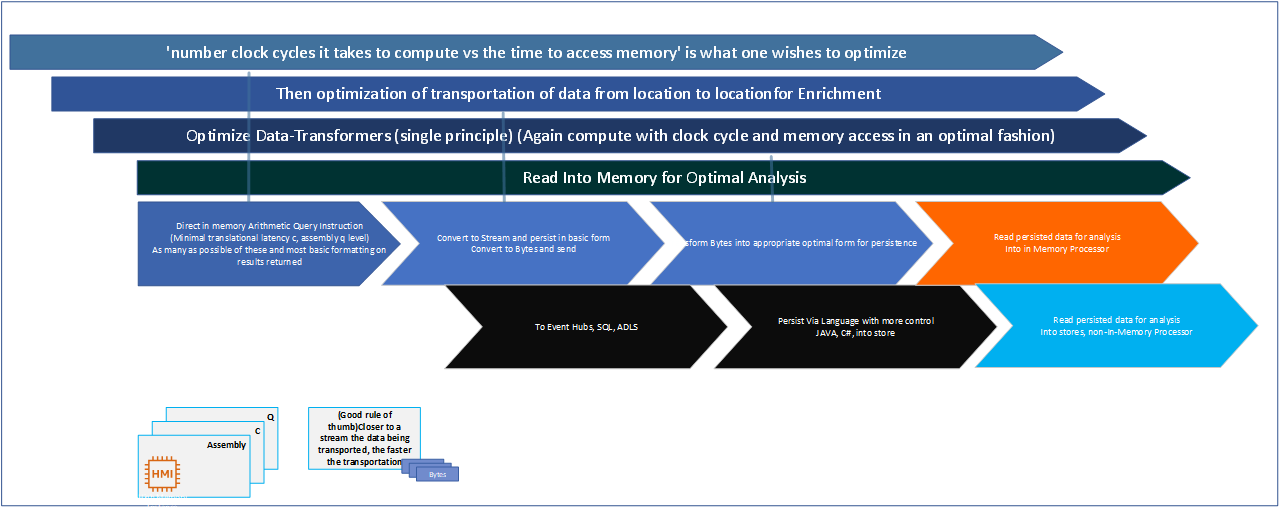 'number clock cycles it takes to compute vs the time to access memory' is what one wishes to optimize
Then optimization of transportation of data from location to locationfor Enrichment
Optimize Data-Transformers (single principle) (Again compute with clock cycle and memory access in an optimal fashion)
Read Into Memory for Optimal Analysis
Direct in memory Arithmetic Query Instruction
(Minimal translational latency c, assembly q level)
As many as possible of these and most basic formatting on
results returned
Convert to Stream and persist in basic form
Convert to Bytes and send
sform Bytes into appropriate optimal form for persistence
Read persisted data for analysis
Into in Memory Processor
To Event Hubs, SQL, ADLS
Persist Via Language with more control
JAVA, C#, into store
Read persisted data for analysis
Into stores, non-in-Memory Processor
Q
C
Assembly
HMI
(Good rule of
thumb)Closer to a
stream the data being
transported, the faster
the transportation
Bytes